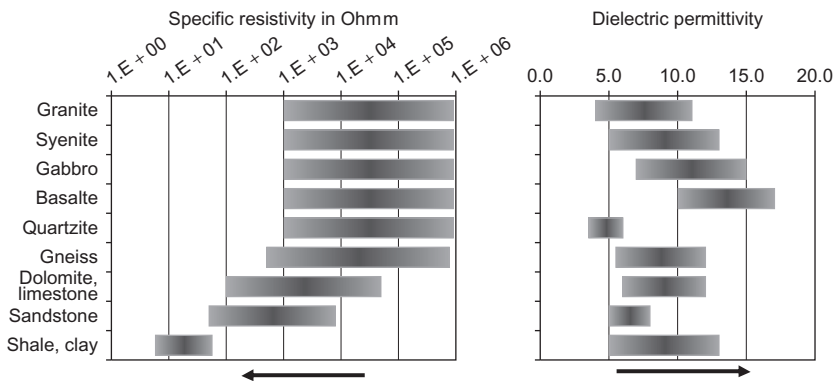 Specific resistivity in Ohmm
1.E + 00 1.E + 01 1.E + 02 1.E + 03 1.E + 04 1.E + 05 1.E + 06
Granite
Syenite
Gabbro
Basalte
Quartzite
Gneiss
Dolomite,
limestone
Sandstone
Shale, clay
Dielectric permittivity
0.0 5.0 10.0 15.0 20.0